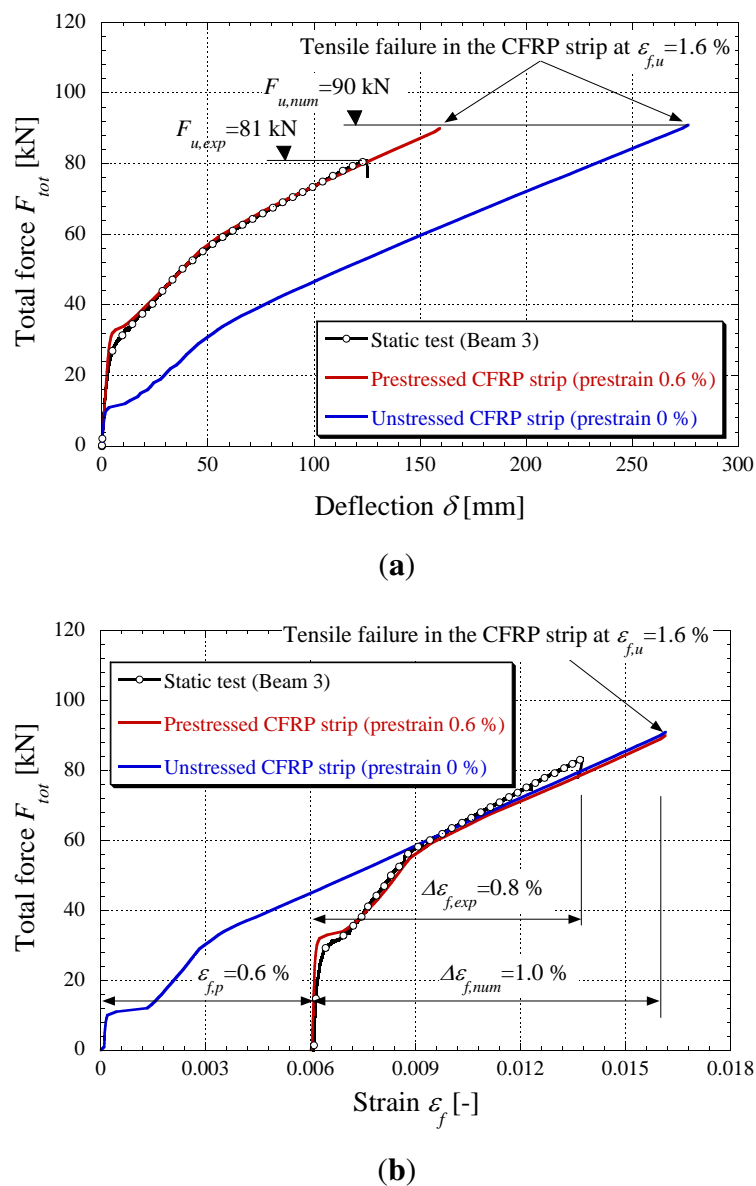 120
100
80
60
40
20
0
Total force F_tot [kN]
Tensile failure in the CFRP strip at ε_f,u=1.6 %
F_u,num=90 kN
F_u,exp=81 kN
Static test (Beam 3)
Prestressed CFRP strip (prestrain 0.6 %)
Unstressed CFRP strip (prestrain 0 %)
0 50 100 150 200 250 300
Deflection δ [mm]
(a)
120
100
80
60
40
20
0
Total force F_tot [kN]
Tensile failure in the CFRP strip at ε_f,u=1.6 %
Static test (Beam 3)
Prestressed CFRP strip (prestrain 0.6 %)
Unstressed CFRP strip (prestrain 0 %)
Δε_f,exp=0.8 %
ε_f,p=0.6 %
Δε_f,num=1.0 %
0 0.003 0.006 0.009 0.012 0.015 0.018
Strain ε_f [-]
(b)